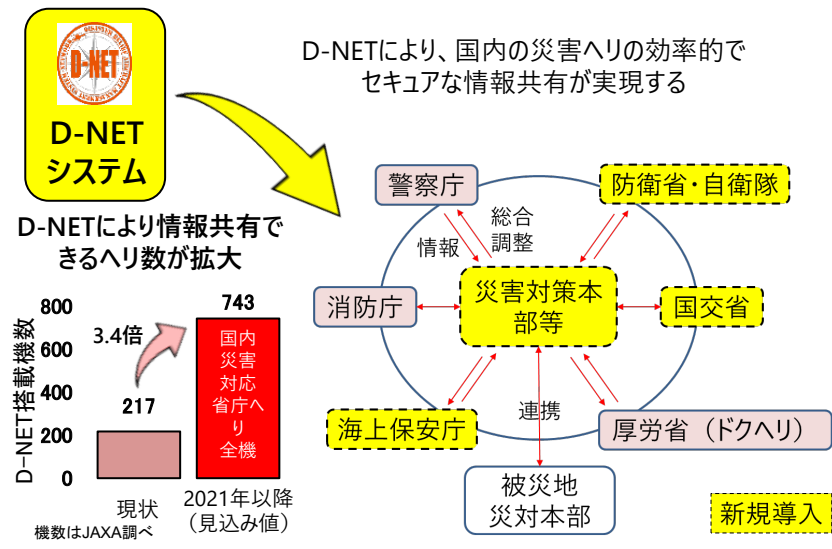 D-NET
D-NET
システム
D-NETにより、国内の災害ヘリの効率的で
セキュアな情報共有が実現する
D-NETにより情報共有で
きるヘリ数が拡大
D-NET搭載機数
800
600
400
200
0
217
3.4倍
743
国内
災害
対応
省庁ヘ
リ
全機
現状
2021年以降
（見込み値）
機数はJAXA調べ
警察庁
防衛省・自衛隊
総合
調整
情報
消防庁
災害対策本
部等
国交省
海上保安庁
連携
厚労省（ドクヘリ）
被災地
災対本部
新規導入